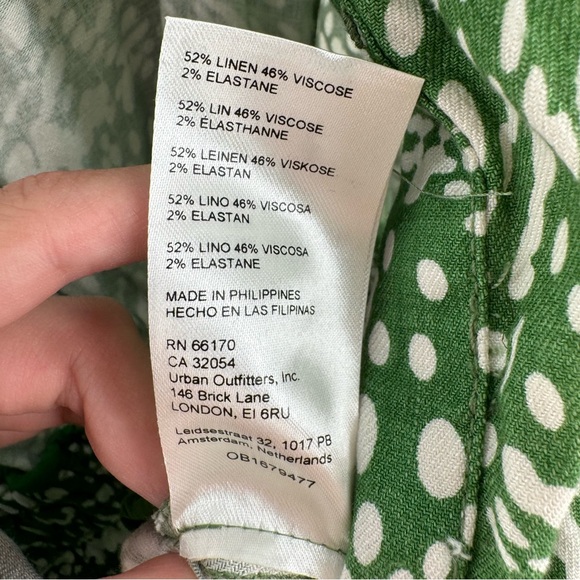 52% LINEN 46% VISCOSE
2% ELASTANE
52% LIN 46% VISCOSE
2% ÉLASTHANNE
52% LEINEN 46% VISKOSE
2% ELASTAN
52% LINO 46% VISCOSA
2% ELASTAN
52% LINO 46% VISCOSA
2% ELASTANE
MADE IN PHILIPPINES
HECHO EN LAS FILIPINAS
RN 66170
CA 32054
Urban Outfitters, Inc.
146 Brick Lane
LONDON, EI 6RU
Leidsestraat 32, 1017 PB
Amsterdam, Netherlands
OB1679477